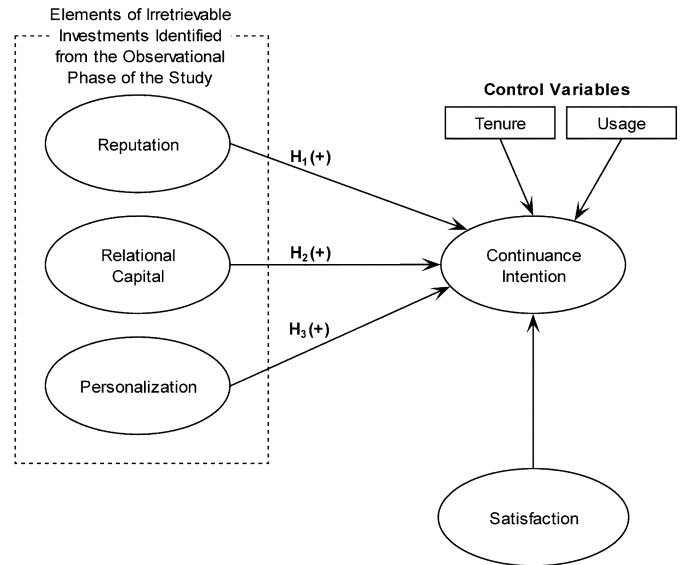 Elements of Irretrievable
Investments Identified
from the Observational
Phase of the Study
Control Variables
Tenure
Usage
Reputation
H₁(+)
Relational
Capital
H₂(+)
Continuance
Intention
H₃(+)
Personalization
Satisfaction